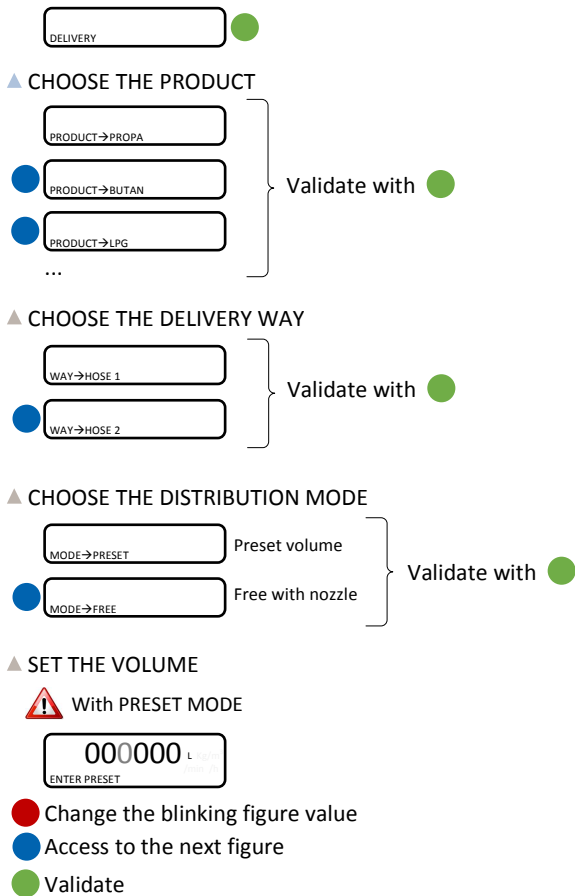 DELIVERY
CHOOSE THE PRODUCT
PRODUCT→PROPA
PRODUCT→BUTAN
Validate with
PRODUCT→LPG
...
CHOOSE THE DELIVERY WAY
WAY→HOSE 1
Validate with
WAY→HOSE 2
CHOOSE THE DISTRIBUTION MODE
MODE→PRESET Preset volume
Validate with
MODE→FREE Free with nozzle
SET THE VOLUME
With PRESET MODE
000000 L
ENTER PRESET
Change the blinking figure value
Access to the next figure
Validate